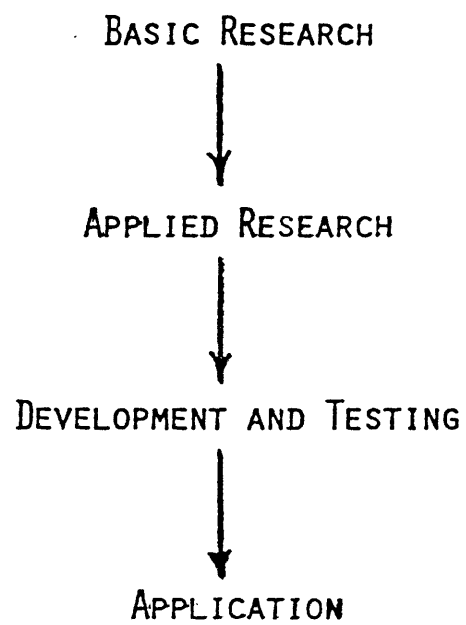 BASIC RESEARCH
APPLIED RESEARCH
DEVELOPMENT AND TESTING
APPLICATION